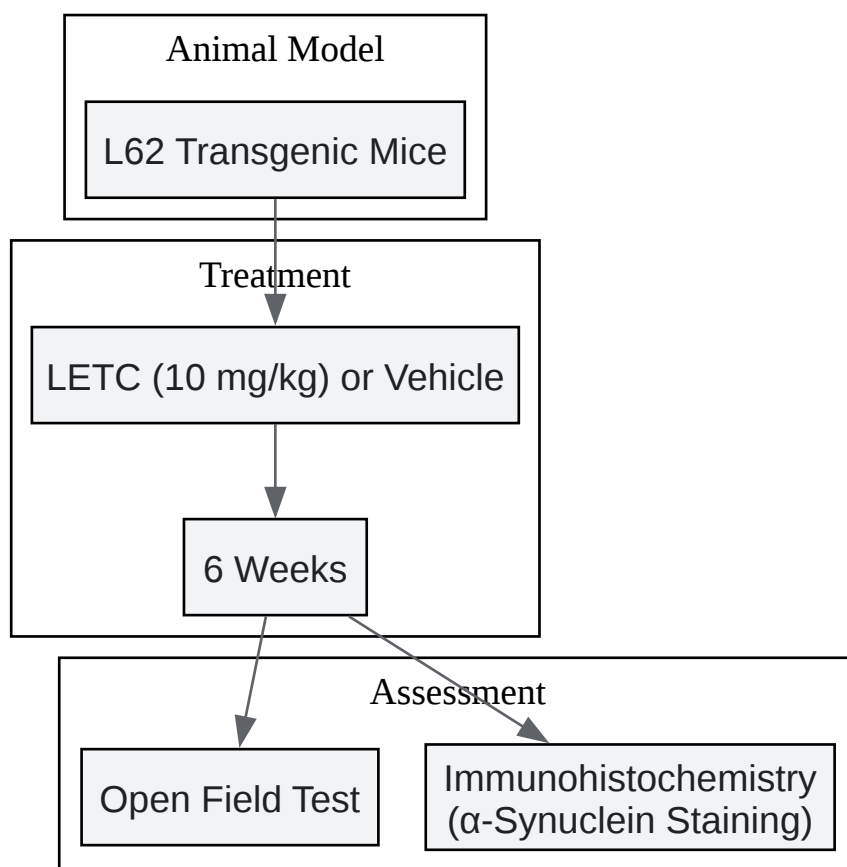 Animal Model
L62 Transgenic Mice
Treatment
LETC (10 mg/kg) or Vehicle
6 Weeks
Assessment
Open Field Test
Immunohistochemistry
(α-Synuclein Staining)